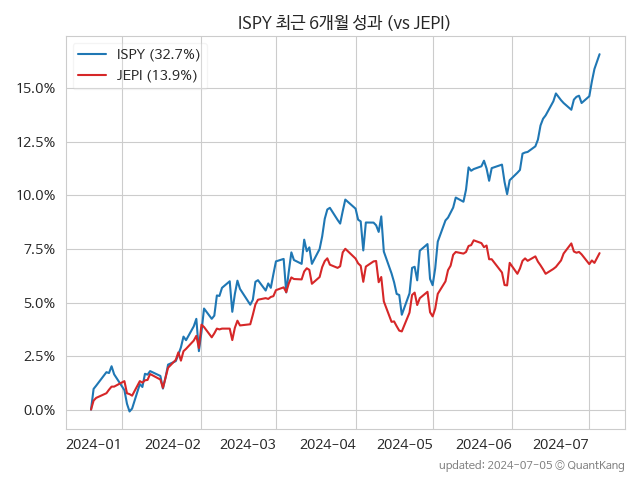 ISPY 최근 6개월 성과 (vs JEPI)
ISPY (32.7%)
JEPI (13.9%)
15.0%
12.5%
10.0%
7.5%
5.0%
2.5%
0.0%
2024-01 2024-02 2024-03 2024-04 2024-05 2024-06 2024-07
updated: 2024-07-05 © QuantKang